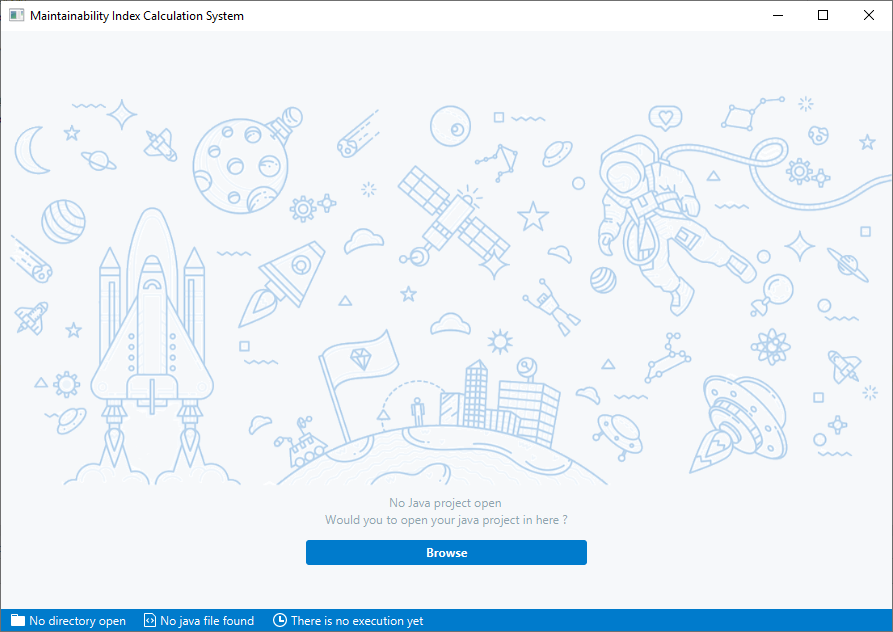 Maintainability Index Calculation System
No Java project open
Would you to open your java project in here ?
Browse
No directory open
No java file found
There is no execution yet